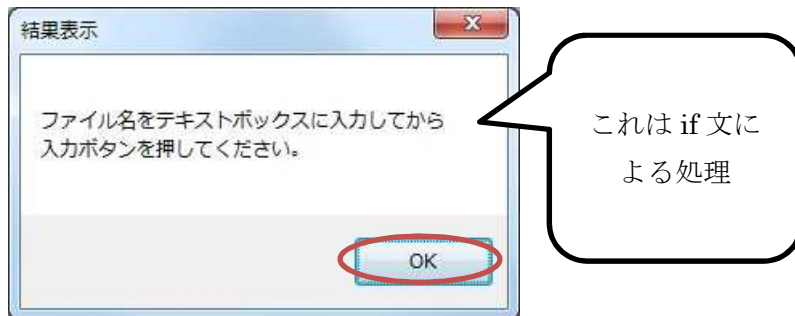 結果表示
ファイル名をテキストボックスに入力してから
入力ボタンを押してください。
OK
これは if 文に
よる処理